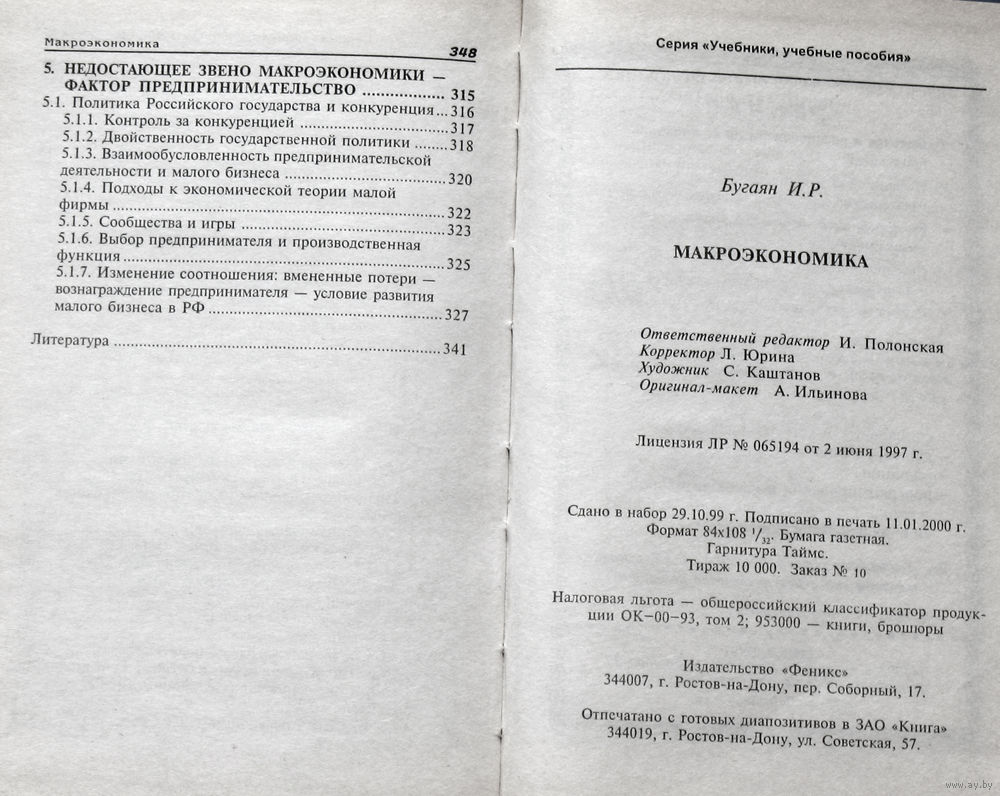 Макроэкономика
348
5. НЕДОСТАЮЩЕЕ ЗВЕНО МАКРОЭКОНОМИКИ —
ФАКТОР ПРЕДПРИНИМАТЕЛЬСТВО ................ 315
5.1. Политика Российского государства и конкуренция...316
5.1.1. Контроль за конкуренцией ......................... 317
5.1.2. Двойственность государственной политики ......318
5.1.3. Взаимообусловленность предпринимательской
деятельности и малого бизнеса ........................... 320
5.1.4. Подходы к экономической теории малой
фирмы ......................................................... 322
5.1.5. Сообщества и игры .................................... 323
5.1.6. Выбор предпринимателя и производственная
функция ....................................................... 325
5.1.7. Изменение соотношения: вмененные потери —
вознаграждение предпринимателя — условие развития
малого бизнеса в РФ ........................................ 327
Литература ..................................................... 341
Серия «Учебники, учебные пособия»
Бугаян И.Р.
МАКРОЭКОНОМИКА
Ответственный редактор И. Полонская
Корректор Л. Юрина
Художник С. Каштанов
Оригинал-макет А. Ильинова
Лицензия ЛР № 065194 от 2 июня 1997 г.
Сдано в набор 29.10.99 г. Подписано в печать 11.01.2000 г.
Формат 84х108 1/32. Бумага газетная.
Гарнитура Таймс.
Тираж 10 000. Заказ № 10
Налоговая льгота — общероссийский классификатор продук-
ции ОК—00—93, том 2; 953000 — книги, брошюры
Издательство «Феникс»
344007, г. Ростов-на-Дону, пер. Соборный, 17.
Отпечатано с готовых диапозитивов в ЗАО «Книга»
344019, г. Ростов-на-Дону, ул. Советская, 57.
www.ay.by